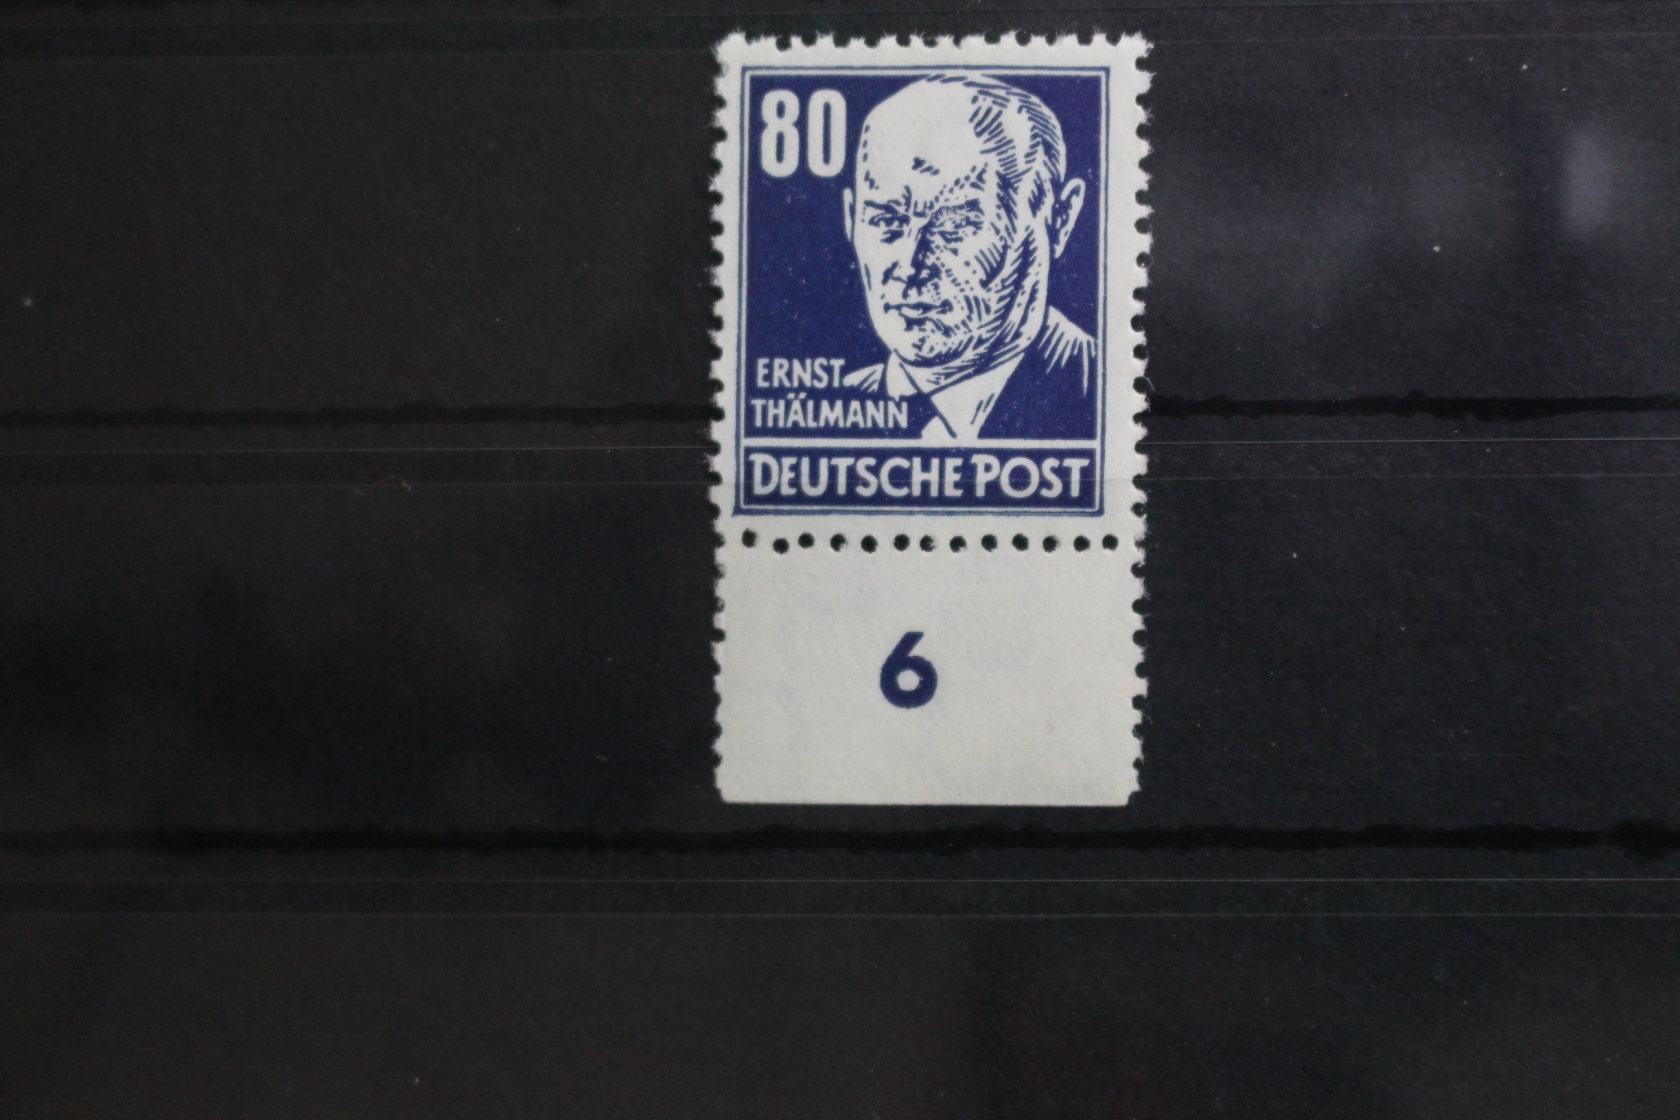 80
ERNST
THÄLMANN
DEUTSCHE POST
6